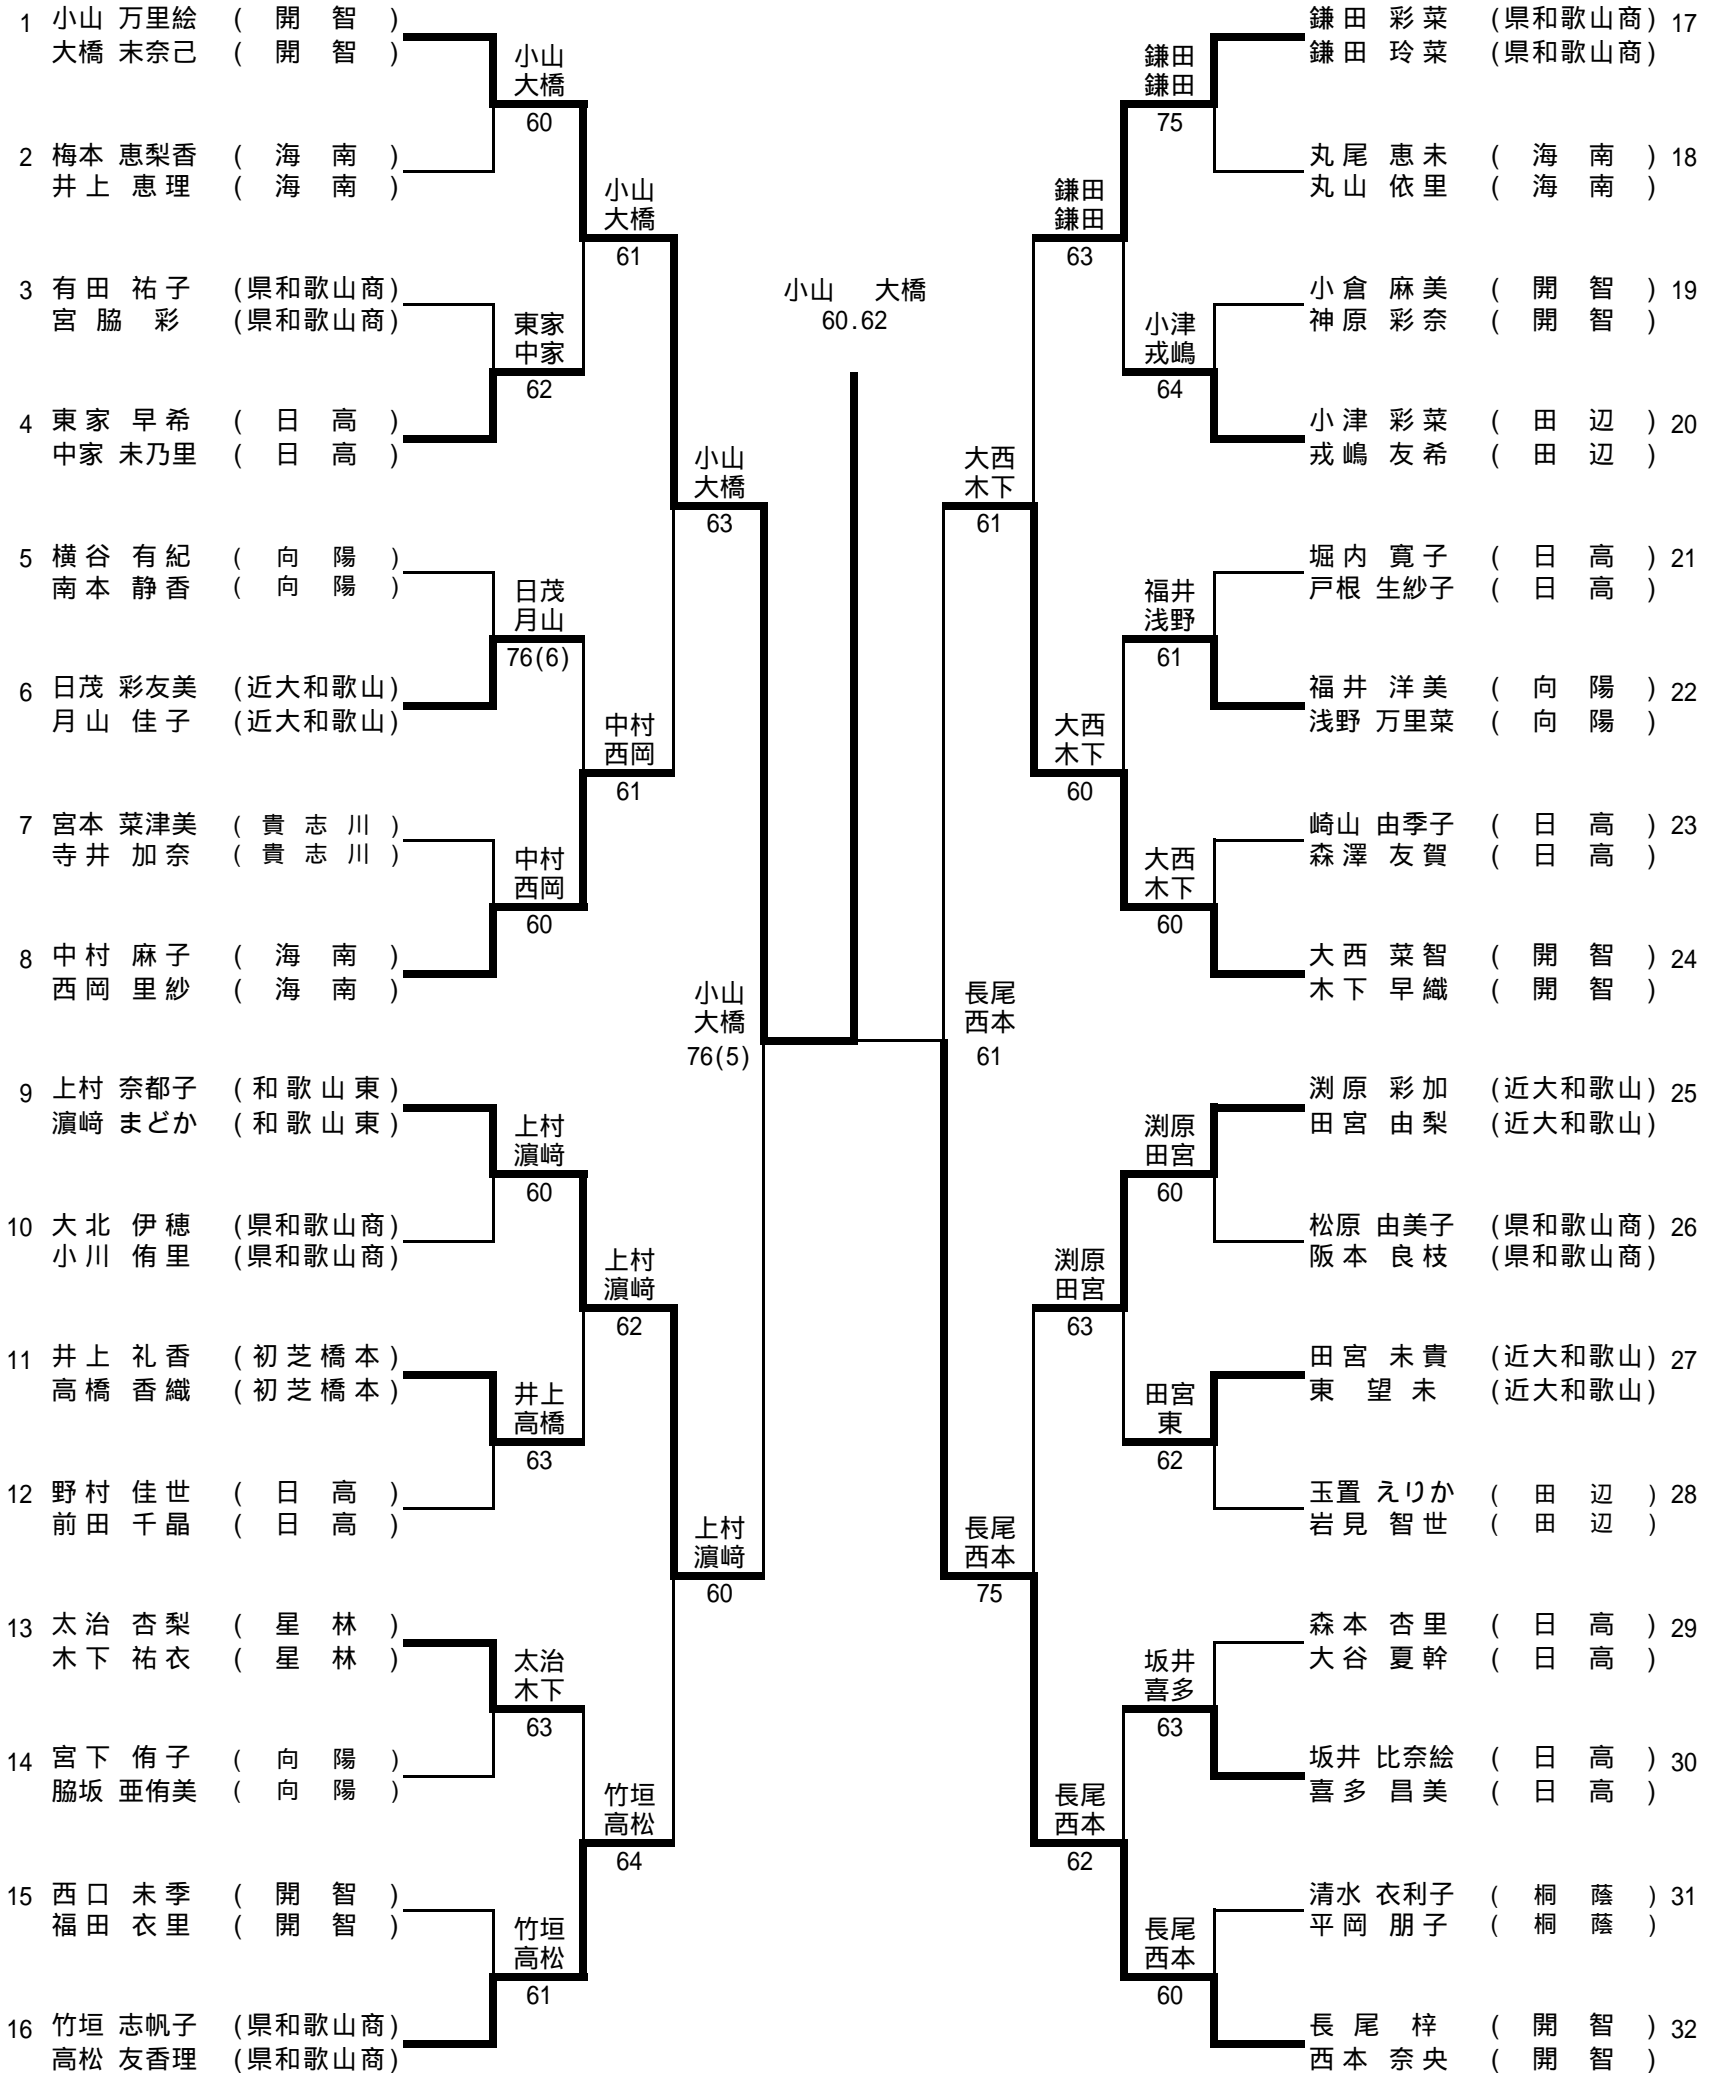 1 小山 万里絵 ( 開 智 )
大橋 末奈己 ( 開 智 )
2 梅本 恵梨香 ( 海 南 )
井上 恵理 ( 海 南 )
3 有田 祐子 (県和歌山商)
宮脇 彩 (県和歌山商)
4 東家 早希 ( 日 高 )
中家 未乃里 ( 日 高 )
5 横谷 有紀 ( 向 陽 )
南本 静香 ( 向 陽 )
6 日茂 彩友美 (近大和歌山)
月山 佳子 (近大和歌山)
7 宮本 菜津美 ( 貴 志 川 )
寺井 加奈 ( 貴 志 川 )
8 中村 麻子 ( 海 南 )
西岡 里紗 ( 海 南 )
9 上村 奈都子 (和歌山東)
濵﨑 まどか (和歌山東)
10 大北 伊穂 (県和歌山商)
小川 侑里 (県和歌山商)
11 井上 礼香 (初芝橋本)
高橋 香織 (初芝橋本)
12 野村 佳世 ( 日 高 )
前田 千晶 ( 日 高 )
13 太治 杏梨 ( 星 林 )
木下 祐衣 ( 星 林 )
14 宮下 侑子 ( 向 陽 )
脇坂 亜侑美 ( 向 陽 )
15 西口 未季 ( 開 智 )
福田 衣里 ( 開 智 )
16 竹垣 志帆子 (県和歌山商)
高松 友香理 (県和歌山商)
小山
大橋
60
東家
中家
62
日茂
月山
76(6)
中村
西岡
60
上村
濵﨑
60
井上
高橋
63
太治
木下
63
竹垣
高松
61
小山
大橋
61
中村
西岡
61
上村
濵﨑
62
竹垣
高松
64
小山
大橋
63
上村
濵﨑
60
小山
大橋
76(5)
小山 大橋
60.62
長尾
西本
61
大西
木下
61
長尾
西本
75
鎌田
鎌田
63
大西
木下
60
渕原
田宮
63
長尾
西本
62
鎌田
鎌田
75
小津
戎嶋
64
福井
浅野
61
大西
木下
60
渕原
田宮
60
田宮
東
62
坂井
喜多
63
長尾
西本
60
鎌田 彩菜 (県和歌山商) 17
鎌田 玲菜 (県和歌山商)
丸尾 恵未 ( 海 南 ) 18
丸山 依里 ( 海 南 )
小倉 麻美 ( 開 智 ) 19
神原 彩奈 ( 開 智 )
小津 彩菜 ( 田 辺 ) 20
戎嶋 友希 ( 田 辺 )
堀内 寛子 ( 日 高 ) 21
戸根 生紗子 ( 日 高 )
福井 洋美 ( 向 陽 ) 22
浅野 万里菜 ( 向 陽 )
崎山 由季子 ( 日 高 ) 23
森澤 友賀 ( 日 高 )
大西 菜智 ( 開 智 ) 24
木下 早織 ( 開 智 )
渕原 彩加 (近大和歌山) 25
田宮 由梨 (近大和歌山)
松原 由美子 (県和歌山商) 26
阪本 良枝 (県和歌山商)
田宮 未貴 (近大和歌山) 27
東 望未 (近大和歌山)
玉置 えりか ( 田 辺 ) 28
岩見 智世 ( 田 辺 )
森本 杏里 ( 日 高 ) 29
大谷 夏幹 ( 日 高 )
坂井 比奈絵 ( 日 高 ) 30
喜多 昌美 ( 日 高 )
清水 衣利子 ( 桐 蔭 ) 31
平岡 朋子 ( 桐 蔭 )
長尾 梓 ( 開 智 ) 32
西本 奈央 ( 開 智 )